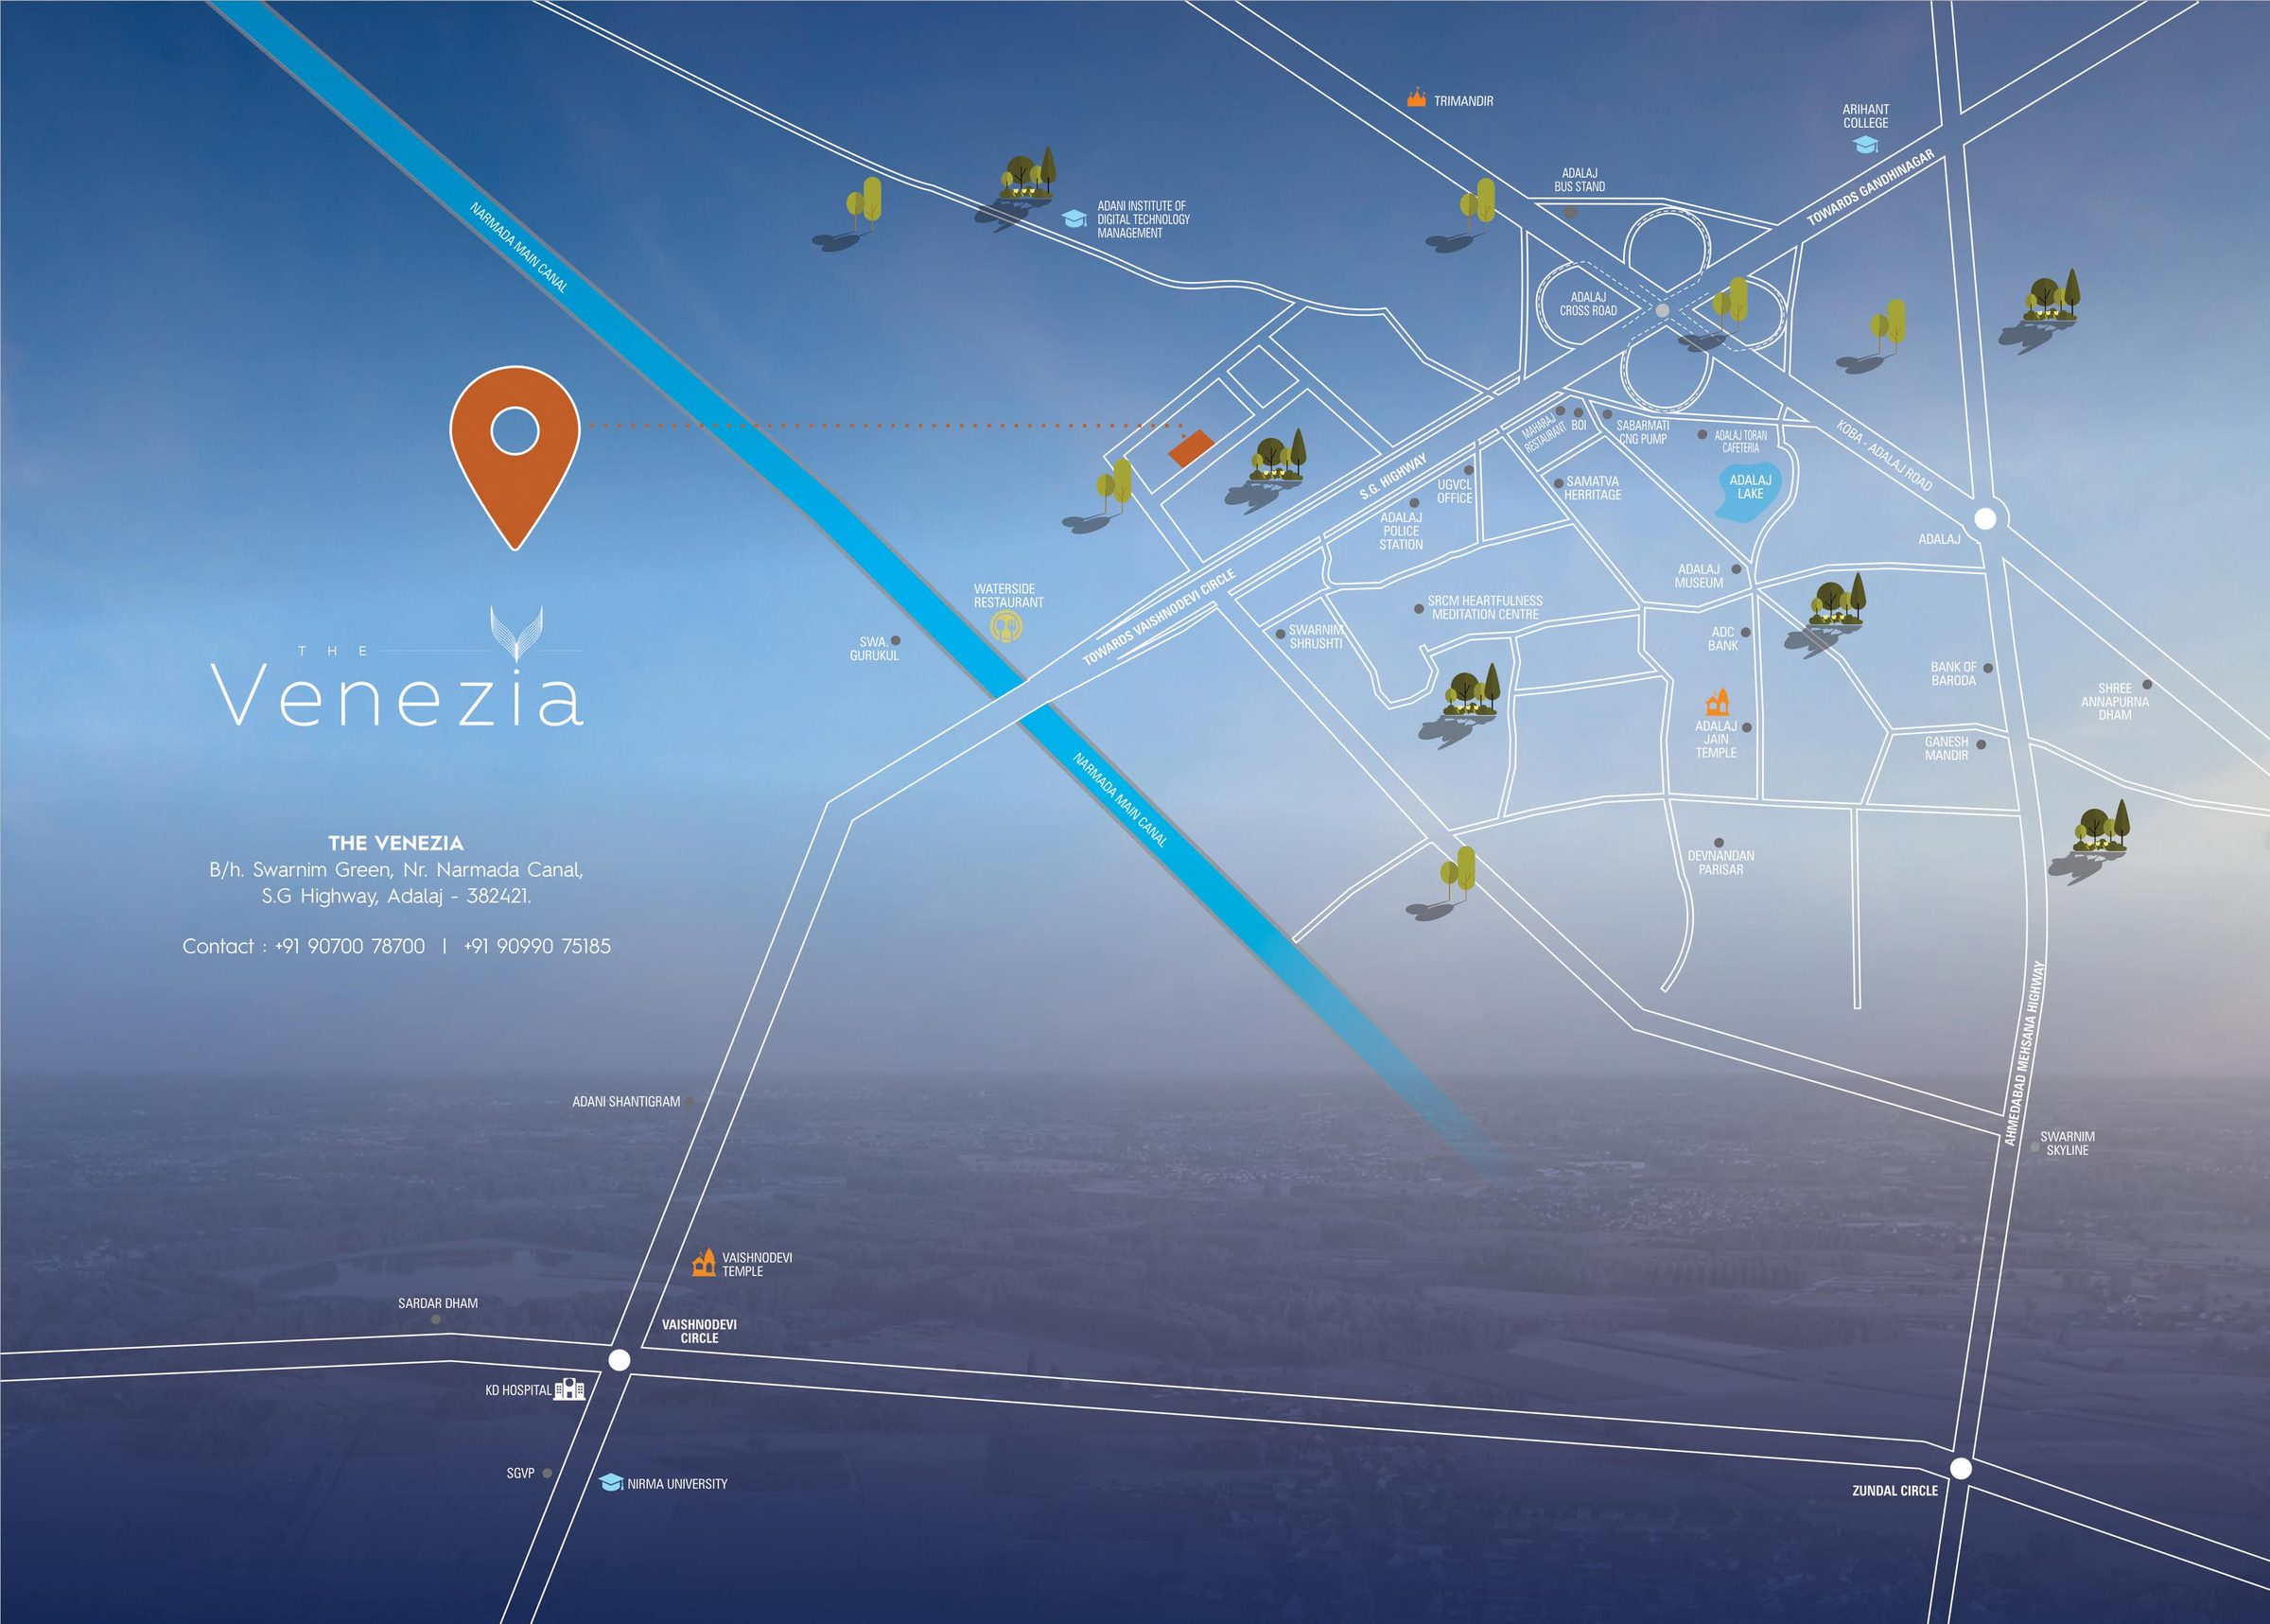 TRIMANDIR
ARIHANT
COLLEGE
TOWARDS GANDHINAGAR
ADALAJ
BUS STAND
ADANI INSTITUTE OF
DIGITAL TECHNOLOGY
MANAGEMENT
NARMADA MAIN CANAL
ADALAJ
CROSS ROAD
MAHARAJ
RESTAURANT
BOI
SABARMATI
CNG PUMP
ADALAJ TORAN
CAFETERIA
KOBA - ADALAJ ROAD
S.G. HIGHWAY
UGVCL
OFFICE
SAMATVA
HERRITAGE
ADALAJ
LAKE
ADALAJ
POLICE
STATION
ADALAJ
ADALAJ
MUSEUM
TOWARDS VAISHNODEVI CIRCLE
WATERSIDE
RESTAURANT
SRCM HEARTFULNESS
MEDITATION CENTRE
SWARNIM
SHRUSHTI
SWA.
GURUKUL
ADC
BANK
BANK OF
BARODA
SHREE
ANNAPURNA
DHAM
ADALAJ
JAIN
TEMPLE
GANESH
MANDIR
THE
Venezia
NARMADA MAIN CANAL
THE VENEZIA
B/h. Swarnim Green, Nr. Narmada Canal,
S.G Highway, Adalaj - 382421.
Contact : +91 90700 78700 | +91 90990 75185
DEVNANDAN
PARISAR
AHMEDABAD MEHSANA HIGHWAY
ADANI SHANTIGRAM
SWARNIM
SKYLINE
VAISHNODEVI
TEMPLE
SARDAR DHAM
VAISHNODEVI
CIRCLE
KD HOSPITAL
SGVP
NIRMA UNIVERSITY
ZUNDAL CIRCLE